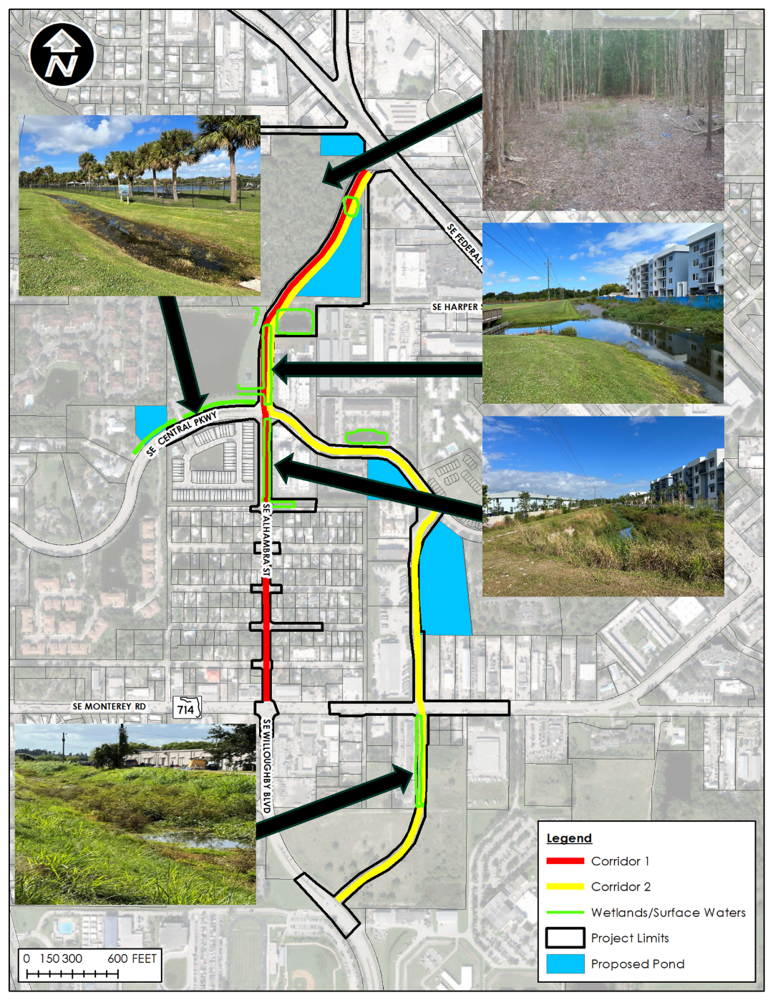 N
SE FEDERAL
SE HARPER S
SE CENTRAL PKWY
SE ALHAMBRA ST
SE MONTEREY RD
714
SE WILLOUGHBY BLVD
Legend
Corridor 1
Corridor 2
Wetlands/Surface Waters
Project Limits
Proposed Pond
0 150 300 600 FEET